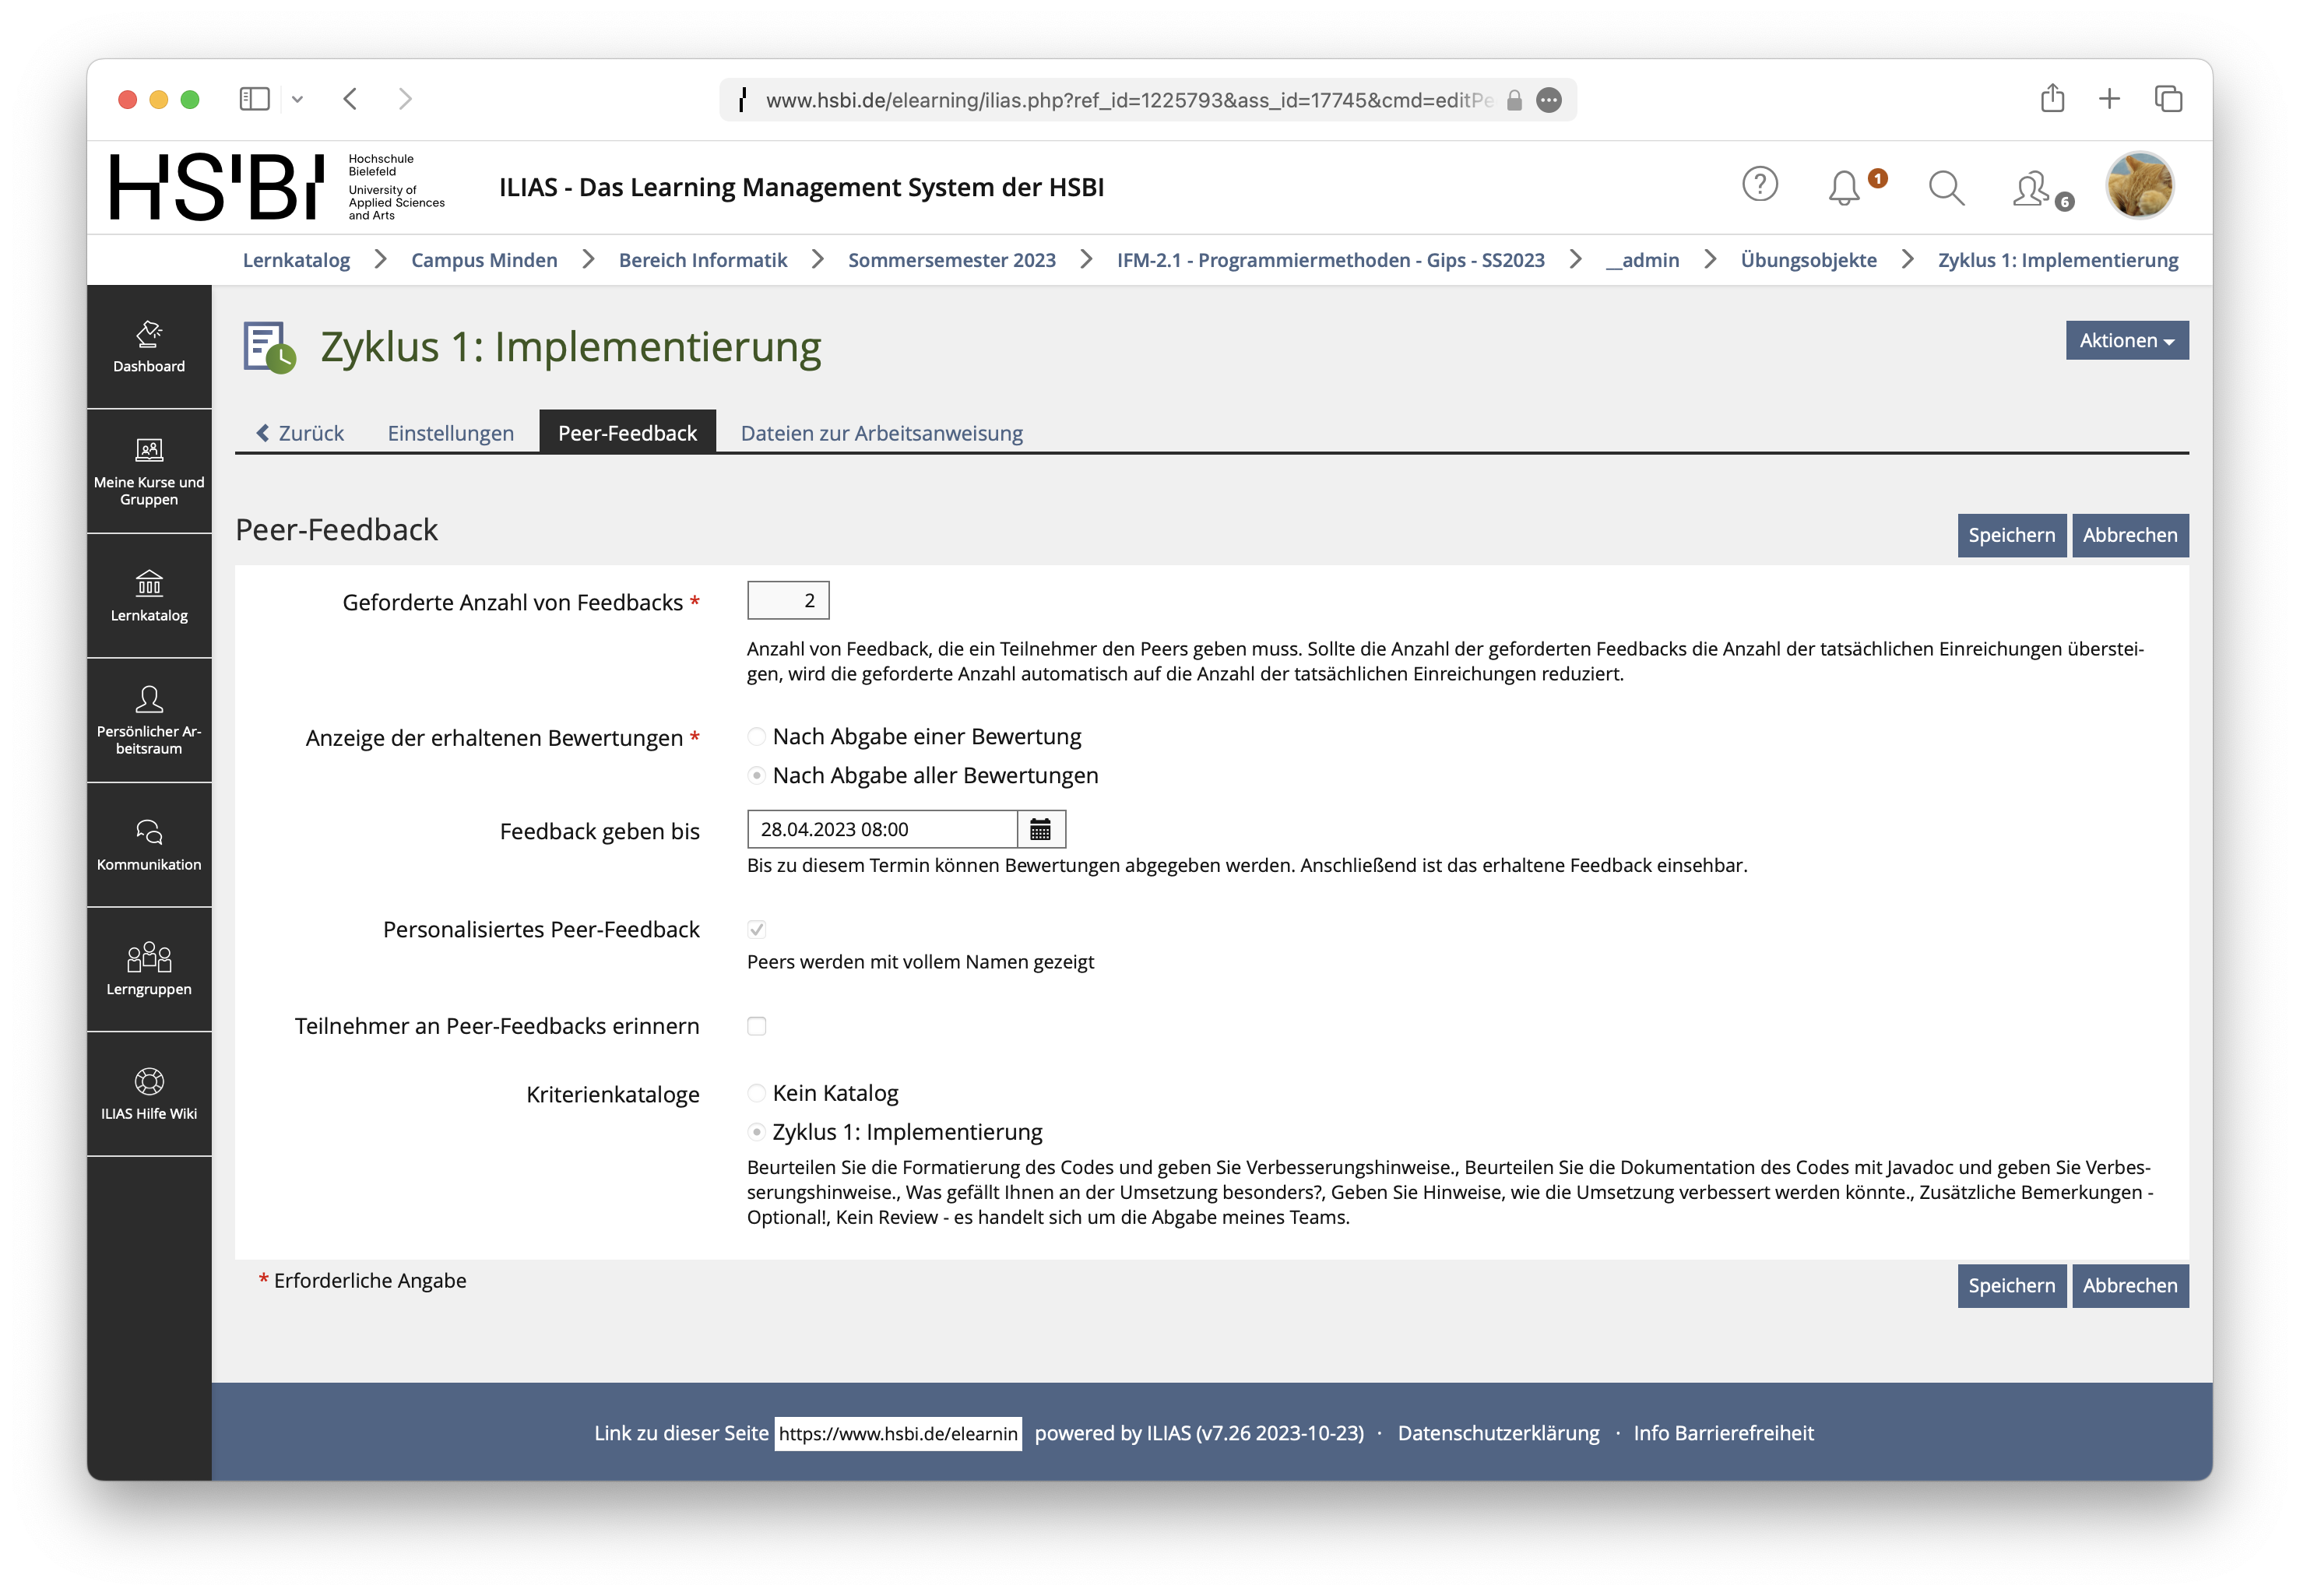 www.hsbi.de/elearning/ilias.php?ref_id=1225793&ass_id=17745&cmd=editPe
HSBI
Hochschule
Bielefeld
University of
Applied Sciences
and Arts
ILIAS - Das Learning Management System der HSBI
1
6
Lernkatalog
Campus Minden
Bereich Informatik
Sommersemester 2023
IFM-2.1 - Programmiermethoden - Gips - SS2023
__admin
Übungsobjekte
Zyklus 1: Implementierung
Dashboard
Meine Kurse und
Gruppen
Lernkatalog
Persönlicher Ar-
beitsraum
Kommunikation
Lerngruppen
ILIAS Hilfe Wiki
Zyklus 1: Implementierung
Aktionen
Zurück
Einstellungen
Peer-Feedback
Dateien zur Arbeitsanweisung
Peer-Feedback
Speichern
Abbrechen
Geforderte Anzahl von Feedbacks *
2
Anzahl von Feedback, die ein Teilnehmer den Peers geben muss. Sollte die Anzahl der geforderten Feedbacks die Anzahl der tatsächlichen Einreichungen überstei-
gen, wird die geforderte Anzahl automatisch auf die Anzahl der tatsächlichen Einreichungen reduziert.
Anzeige der erhaltenen Bewertungen *
Nach Abgabe einer Bewertung
Nach Abgabe aller Bewertungen
Feedback geben bis
28.04.2023 08:00
Bis zu diesem Termin können Bewertungen abgegeben werden. Anschließend ist das erhaltene Feedback einsehbar.
Personalisiertes Peer-Feedback
Peers werden mit vollem Namen gezeigt
Teilnehmer an Peer-Feedbacks erinnern
Kriterienkataloge
Kein Katalog
Zyklus 1: Implementierung
Beurteilen Sie die Formatierung des Codes und geben Sie Verbesserungshinweise., Beurteilen Sie die Dokumentation des Codes mit Javadoc und geben Sie Verbes-
serungshinweise., Was gefällt Ihnen an der Umsetzung besonders?, Geben Sie Hinweise, wie die Umsetzung verbessert werden könnte., Zusätzliche Bemerkungen -
Optional!, Kein Review - es handelt sich um die Abgabe meines Teams.
* Erforderliche Angabe
Speichern
Abbrechen
Link zu dieser Seite https://www.hsbi.de/elearnin powered by ILIAS (v7.26 2023-10-23) · Datenschutzerklärung · Info Barrierefreiheit